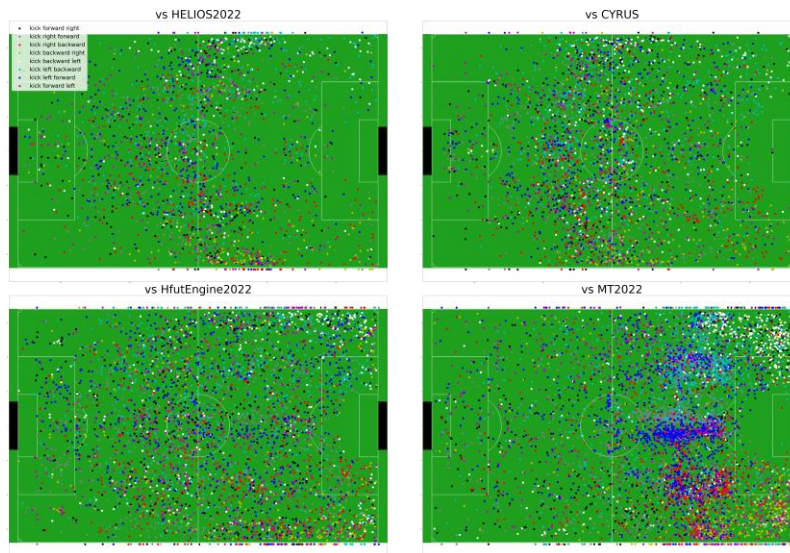 vs HELIOS2022
vs CYRUS
kick forward right
kick right forward
kick right backward
kick backward right
kick backward left
kick left backward
kick left forward
kick forward left
vs HfutEngine2022
vs MT2022